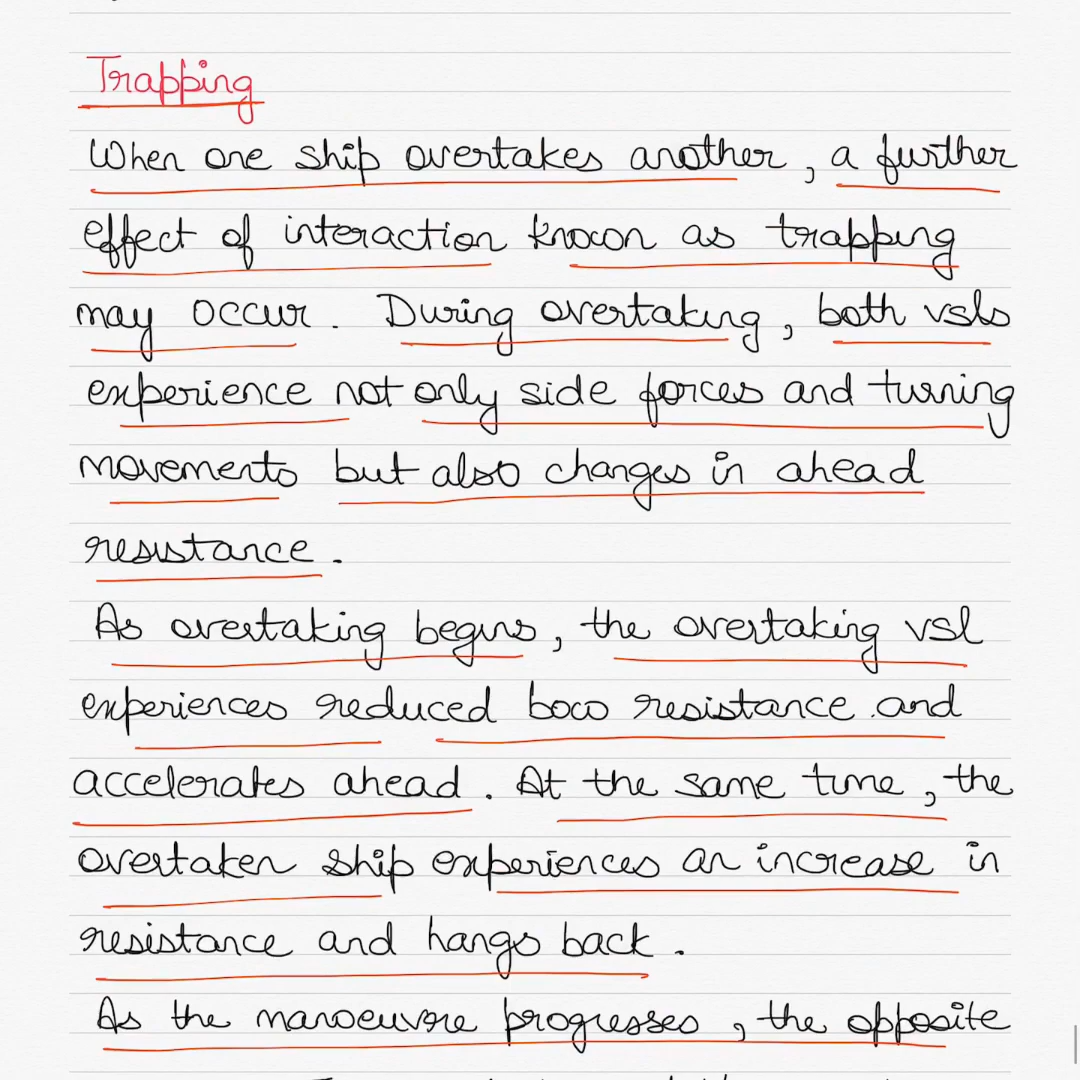 Trapping
When one ship overtakes another, a further
effect of interaction known as trapping
may occur. During overtaking, both vsls
experience not only side forces and turning
movements but also changes in ahead
resistance.
As overtaking begins, the overtaking vsl
experiences reduced bow resistance and
accelerates ahead. At the same time, the
overtaken ship experiences an increase in
resistance and hangs back.
As the manoeuvre progresses, the opposite